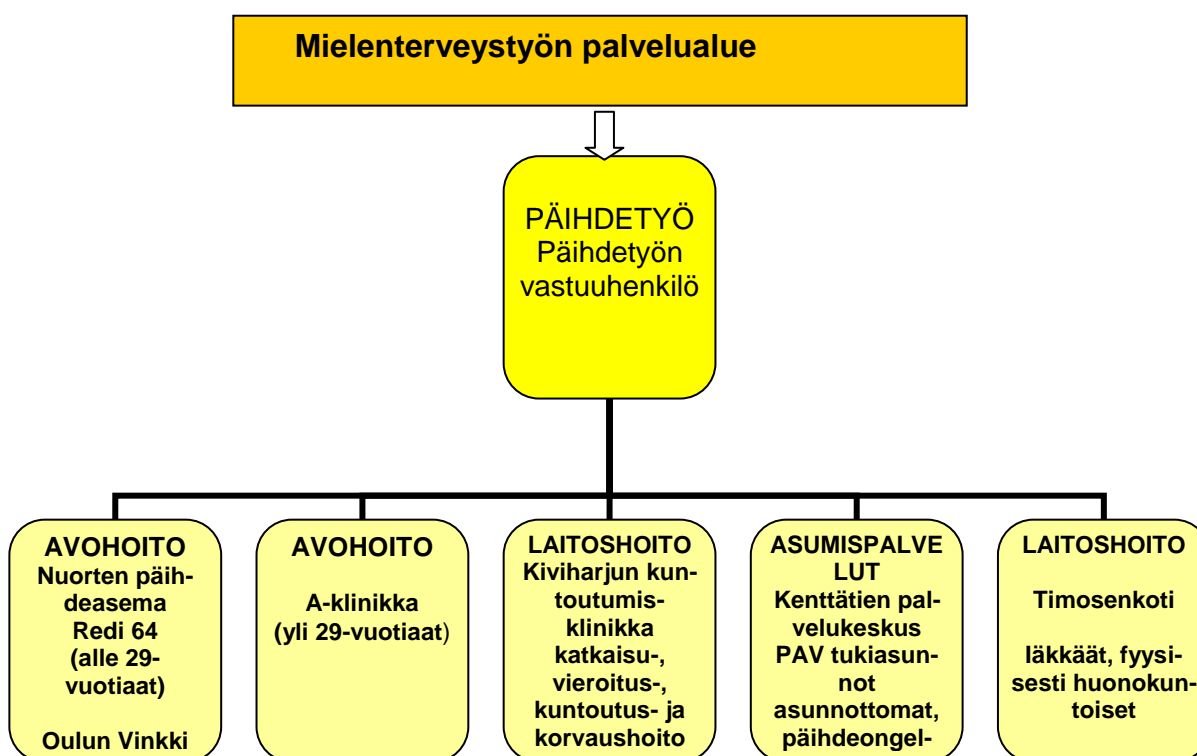 Mielenterveystyön palvelualue
PÄIHDETYÖ
Päihdetyön
vastuuhenkilö
AVOHOITO
Nuorten päih-
deasema
Redi 64
(alle 29-
vuotiaat)
Oulun Vinkki
AVOHOITO
A-klinikka
(yli 29-vuotiaat)
LAITOSHOITO
Kiviharjun kun-
toutumis-
klinikka
katkaisu-,
vieroitus-,
kuntoutus- ja
korvaushoito
ASUMISPALVE
LUT
Kenttätien pal-
velukeskus
PAV tukiasun-
not
asunnottomat,
päihdeongel-
LAITOSHOITO
Timosenkoti
Iäkkäät, fyysi-
sesti huonokun-
toiset